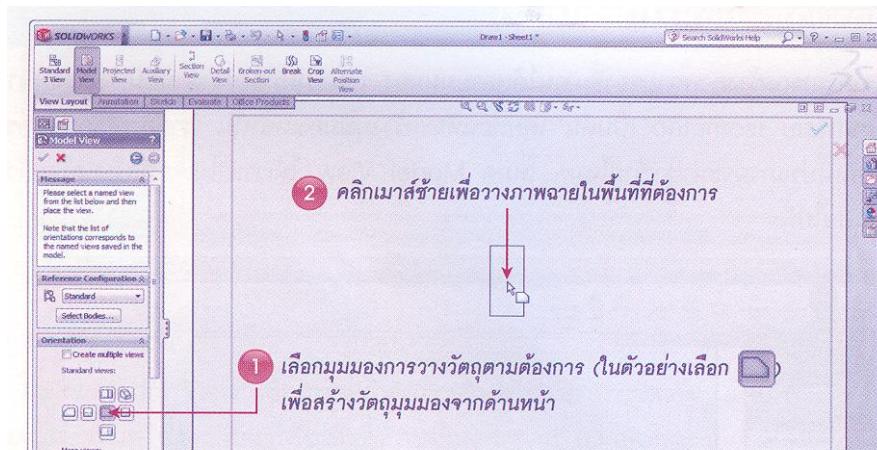 SOLIDWORKS
Draw1 - Sheet1 *
Search SolidWorks Help
Standard 3 View
Model View
Projected View
Auxiliary View
Section View
Detail View
Broken-out Section
Break
Crop View
Alternate Position View
View Layout
Annotation
Sketch
Evaluate
Office Products
Model View
?
Message
Please select a named view
from the list below and then
place the view.
Note that the list of
orientations corresponds to
the named views saved in the
model.
2 คลิกเมาส์ซ้ายเพื่อวางภาพฉายในพื้นที่ที่ต้องการ
Reference Configuration
Standard
Select Bodies...
Orientation
Create multiple views
Standard views:
1 เลือกมุมมองการวางวัตถุตามต้องการ (ในตัวอย่างเลือก )
เพื่อสร้างวัตถุมุมมองจากด้านหน้า